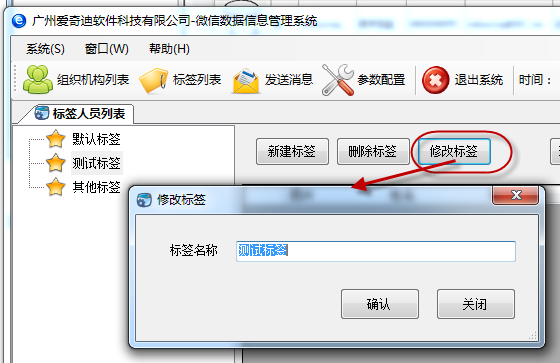 广州爱奇迪软件科技有限公司-微信数据信息管理系统
系统(S) 窗口(W) 帮助(H)
组织机构列表 标签列表 发送消息 参数配置 退出系统 时间：
标签人员列表
默认标签
测试标签
其他标签
新建标签 删除标签 修改标签
修改标签
标签名称 测试标签
确认 关闭